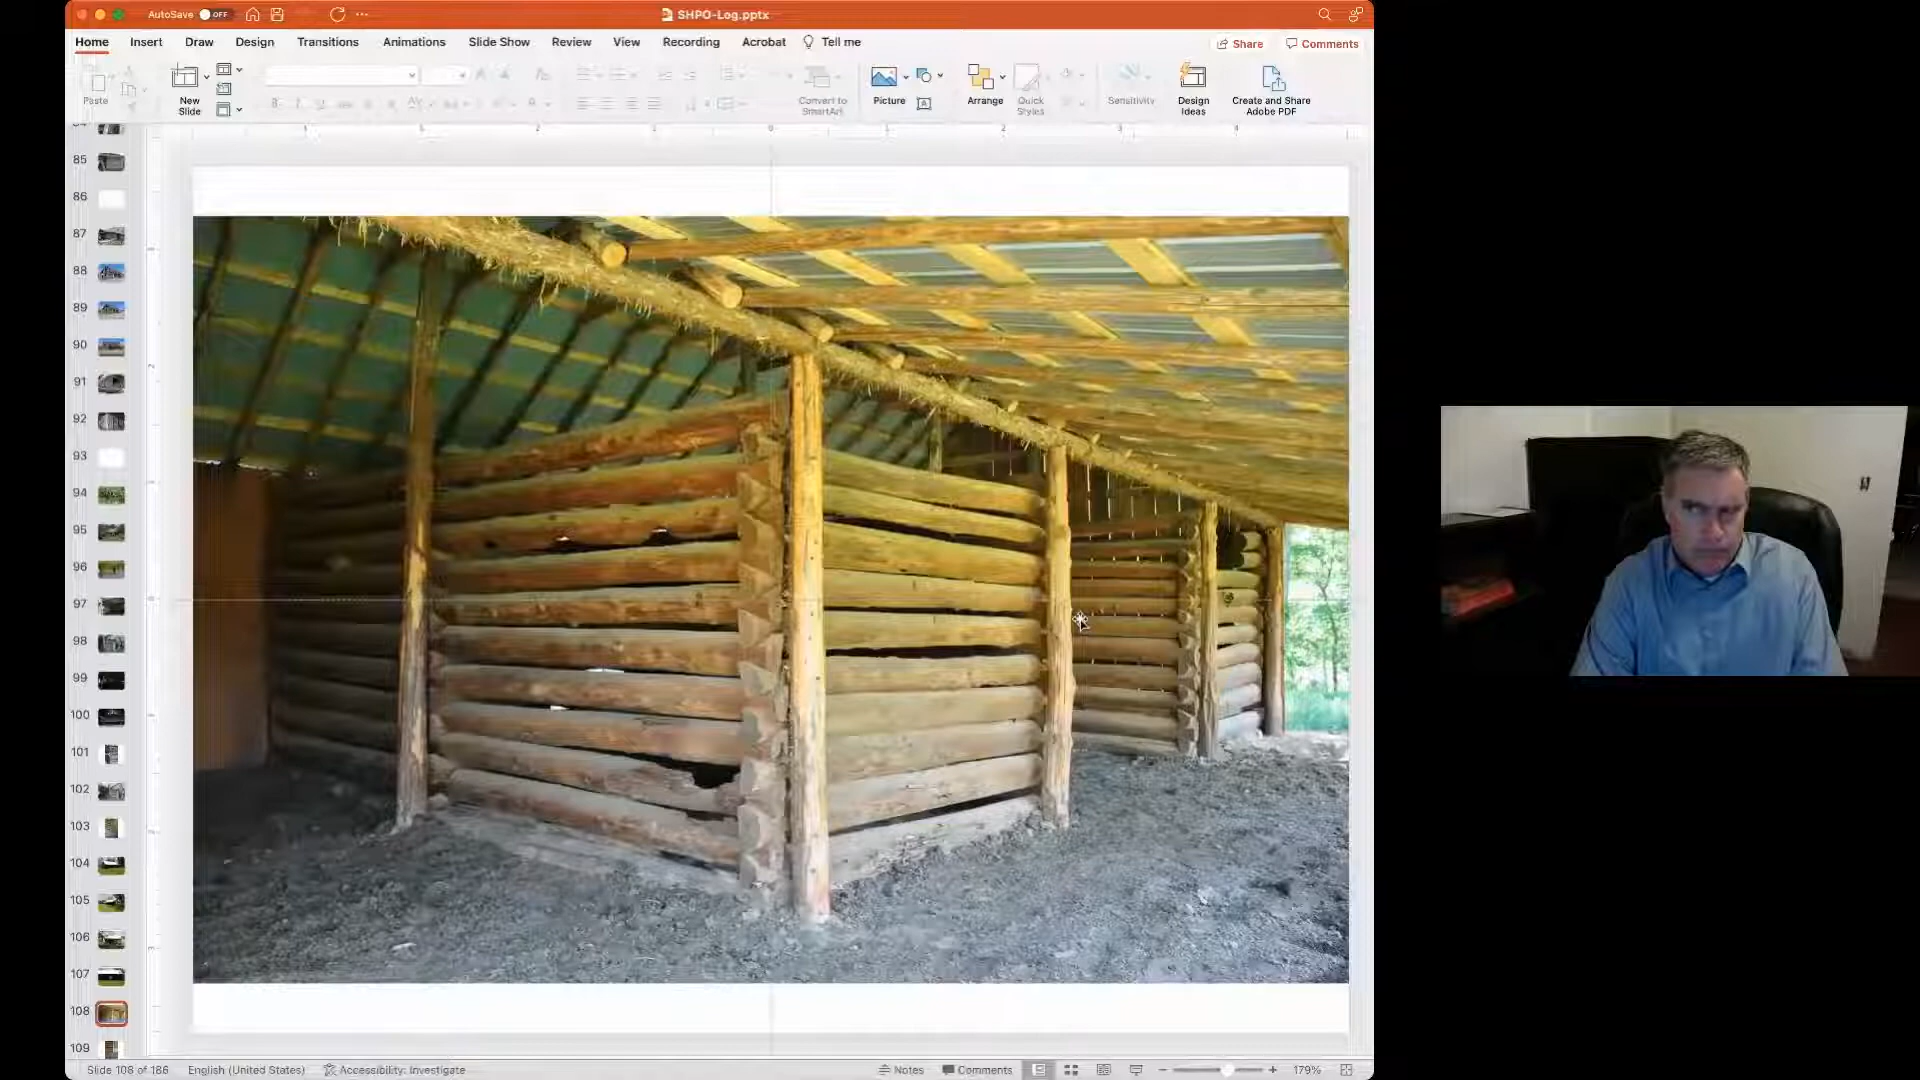 AutoSave OFF
SHPO-Log.pptx
Home Insert Draw Design Transitions Animations Slide Show Review View Recording Acrobat Tell me
Share Comments
Paste
New Slide
Convert to SmartArt
Picture
Arrange
Quick Styles
Sensitivity
Design Ideas
Create and Share Adobe PDF
85
86
87
88
89
90
91
92
93
94
95
96
97
98
99
100
101
102
103
104
105
106
107
108
109
Slide 108 of 186 English (United States) Accessibility: Investigate Notes Comments 179%